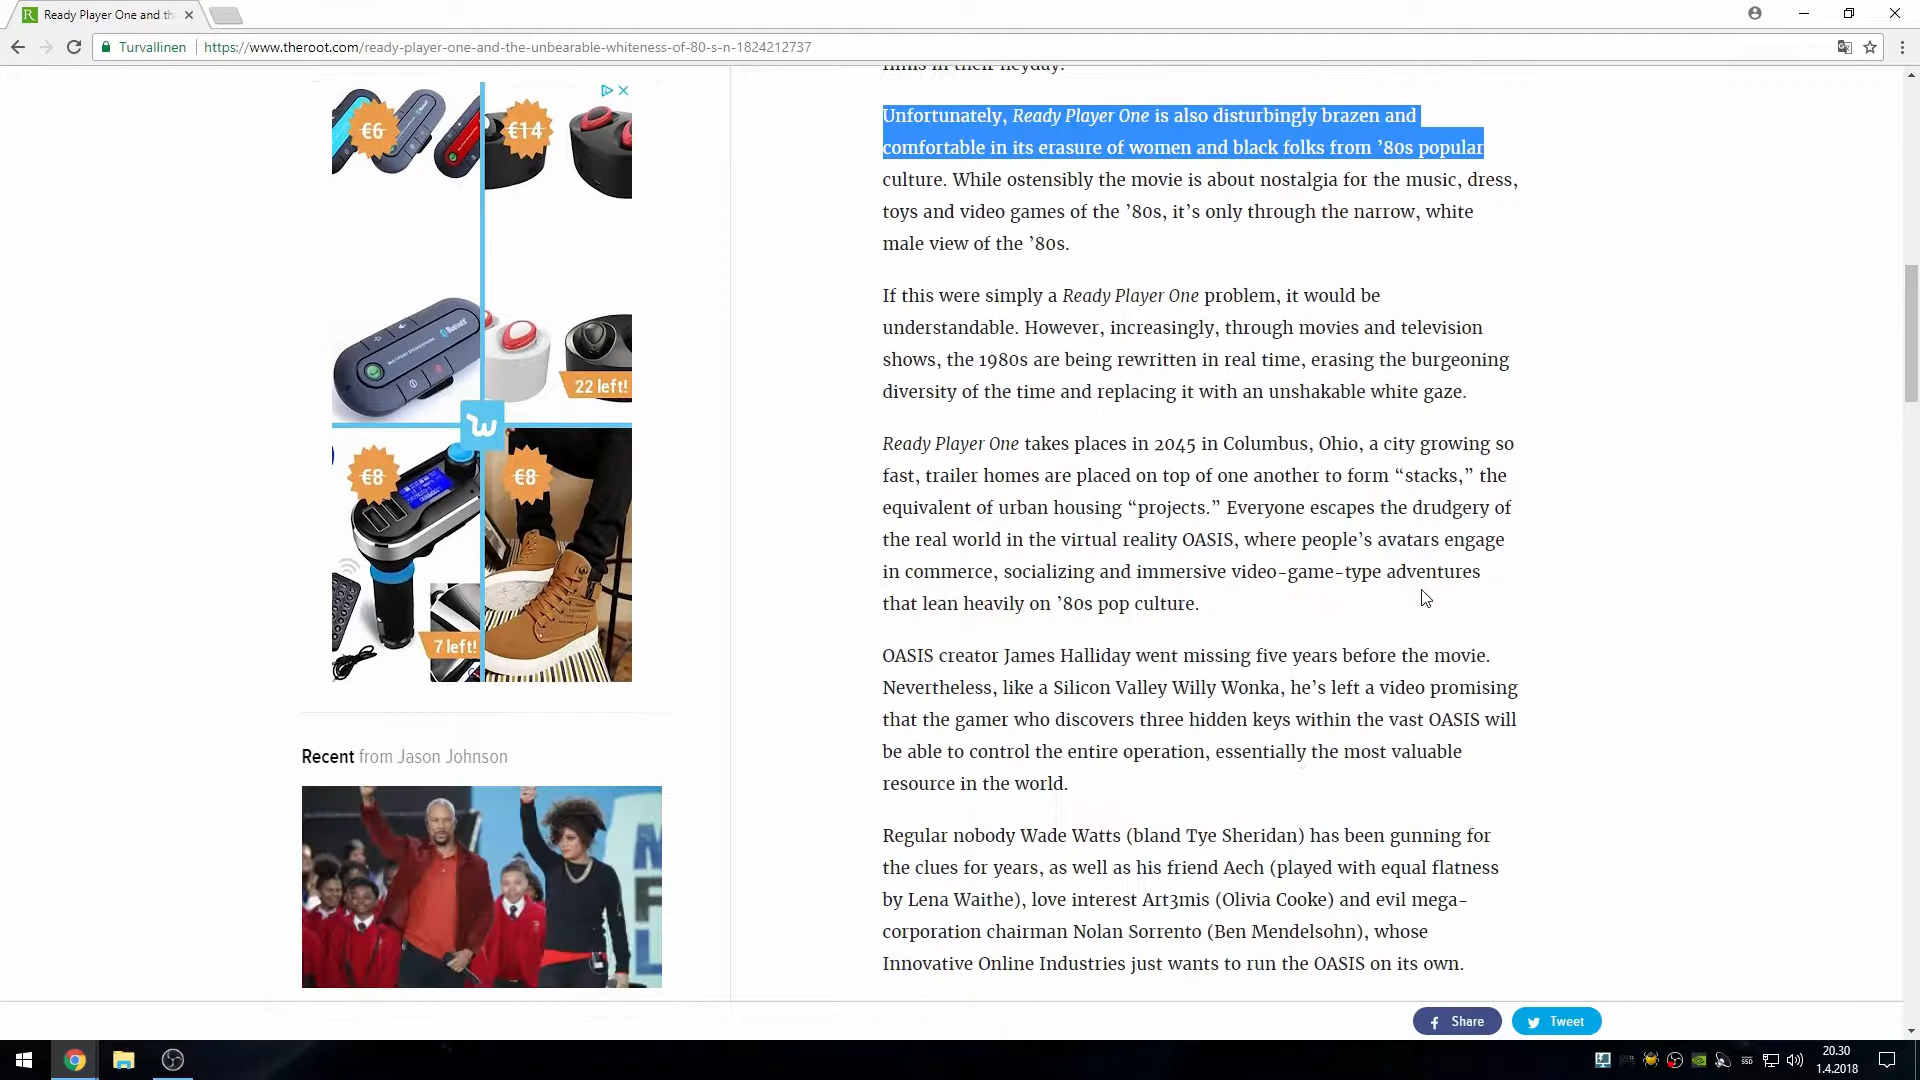 Ready Player One and the
Turvallinen
https://www.theroot.com/ready-player-one-and-the-unbearable-whiteness-of-80-s-n-1824212737
films in their heyday.
Unfortunately, Ready Player One is also disturbingly brazen and
comfortable in its erasure of women and black folks from ’80s popular
culture. While ostensibly the movie is about nostalgia for the music, dress,
toys and video games of the ’80s, it’s only through the narrow, white
male view of the ’80s.
If this were simply a Ready Player One problem, it would be
understandable. However, increasingly, through movies and television
shows, the 1980s are being rewritten in real time, erasing the burgeoning
diversity of the time and replacing it with an unshakable white gaze.
Ready Player One takes places in 2045 in Columbus, Ohio, a city growing so
fast, trailer homes are placed on top of one another to form “stacks,” the
equivalent of urban housing “projects.” Everyone escapes the drudgery of
the real world in the virtual reality OASIS, where people’s avatars engage
in commerce, socializing and immersive video-game-type adventures
that lean heavily on ’80s pop culture.
OASIS creator James Halliday went missing five years before the movie.
Nevertheless, like a Silicon Valley Willy Wonka, he’s left a video promising
that the gamer who discovers three hidden keys within the vast OASIS will
be able to control the entire operation, essentially the most valuable
resource in the world.
Regular nobody Wade Watts (bland Tye Sheridan) has been gunning for
the clues for years, as well as his friend Aech (played with equal flatness
by Lena Waithe), love interest Art3mis (Olivia Cooke) and evil mega-
corporation chairman Nolan Sorrento (Ben Mendelsohn), whose
Innovative Online Industries just wants to run the OASIS on its own.
€6
€14
Bluetooth
22 left!
€8
€8
7 left!
Recent from Jason Johnson
Share
Tweet
20.30
1.4.2018